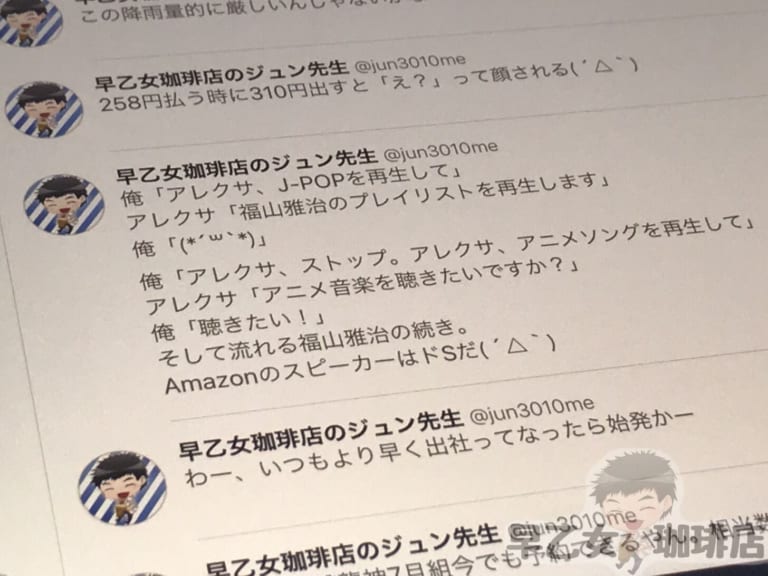 この降雨量的に厳しいんじゃない
早乙女珈琲店のジュン先生 @jun3010me
258円払う時に310円出すと「え?」って顔される(´△`)
早乙女珈琲店のジュン先生 @jun3010me
俺「アレクサ、J-POPを再生して」
アレクサ「福山雅治のプレイリストを再生します」
俺「(*´꒳`*)」
俺「アレクサ、ストップ。アレクサ、アニメソングを再生して」
アレクサ「アニメ音楽を聴きたいですか?」
俺「聴きたい!」
そして流れる福山雅治の続き。
AmazonのスピーカーはドSだ(´△`)
早乙女珈琲店のジュン先生 @jun3010me
わー、いつもより早く出社ってなったら始発かー
早乙女珈琲店のジュン先生 @jun3010me
龍神7月組今でも予約できるやん。相当数
早乙女珈琲店